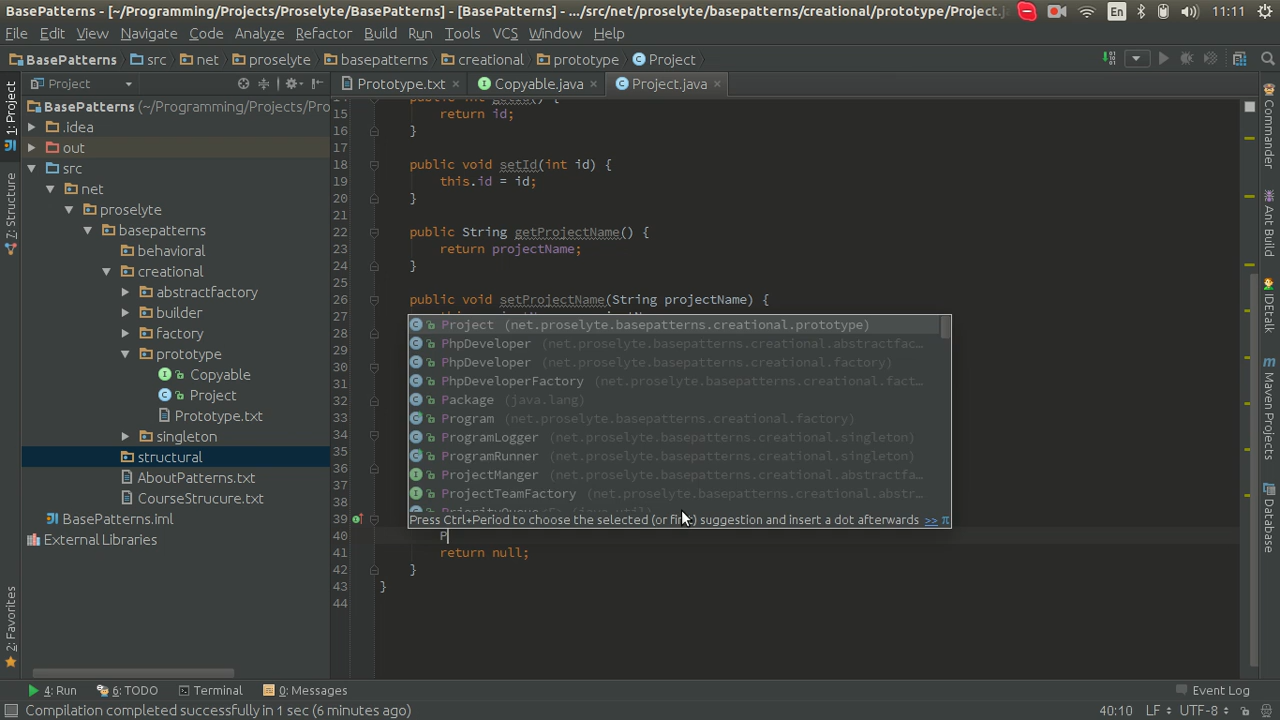 BasePatterns - [~/Programming/Projects/Proselyte/BasePatterns] - [BasePatterns] - .../src/net/proselyte/basepatterns/creational/prototype/Project.j
En
11:11
File Edit View Navigate Code Analyze Refactor Build Run Tools VCS Window Help
BasePatterns src net proselyte basepatterns creational prototype Project
Project
Prototype.txt × Copyable.java × Project.java ×
1: Project
7: Structure
2: Favorites
BasePatterns (~/Programming/Projects/Pro
.idea
out
src
net
proselyte
basepatterns
behavioral
creational
abstractfactory
builder
factory
prototype
Copyable
Project
Prototype.txt
singleton
structural
AboutPatterns.txt
CourseStrucure.txt
BasePatterns.iml
External Libraries
15 return id;
16 }
17
18 public void setId(int id) {
19 this.id = id;
20 }
21
22 public String getProjectName() {
23 return projectName;
24 }
25
26 public void setProjectName(String projectName) {
27
28
29
30
31
32
33
34
35
36
37
38
39
40 P
41 return null;
42 }
43 }
44
Project (net.proselyte.basepatterns.creational.prototype)
PhpDeveloper (net.proselyte.basepatterns.creational.abstractfac...
PhpDeveloper (net.proselyte.basepatterns.creational.factory)
PhpDeveloperFactory (net.proselyte.basepatterns.creational.fact...
Package (java.lang)
Program (net.proselyte.basepatterns.creational.factory)
ProgramLogger (net.proselyte.basepatterns.creational.singleton)
ProgramRunner (net.proselyte.basepatterns.creational.singleton)
ProjectManger (net.proselyte.basepatterns.creational.abstractfa...
ProjectTeamFactory (net.proselyte.basepatterns.creational.abstr...
Press Ctrl+Period to choose the selected (or first) suggestion and insert a dot afterwards >> π
Commander
Ant Build
IDEtalk
Maven Projects
Database
4: Run 6: TODO Terminal 0: Messages
Event Log
Compilation completed successfully in 1 sec (6 minutes ago)
40:10 LF UTF-8